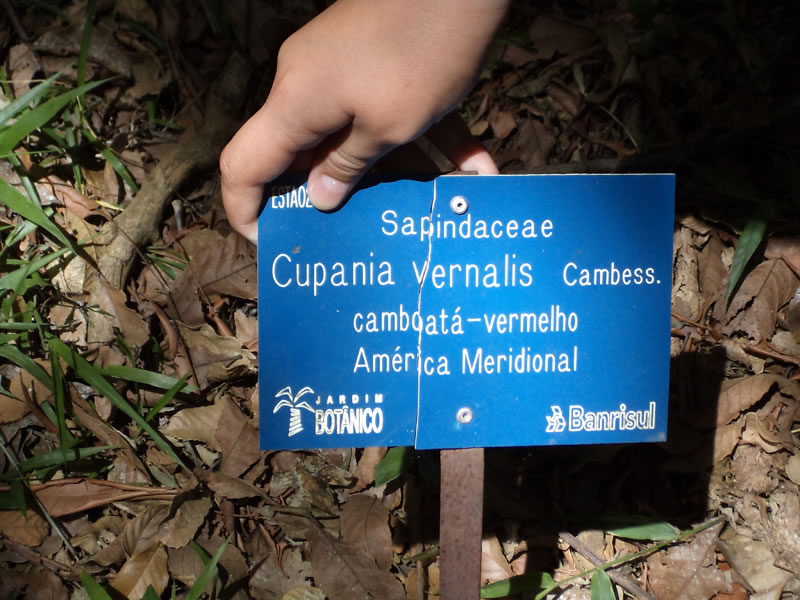 Sapindaceae
Cupania vernalis Cambess.
camboatá-vermelho
América Meridional
JARDIM
BOTÂNICO
Banrisul